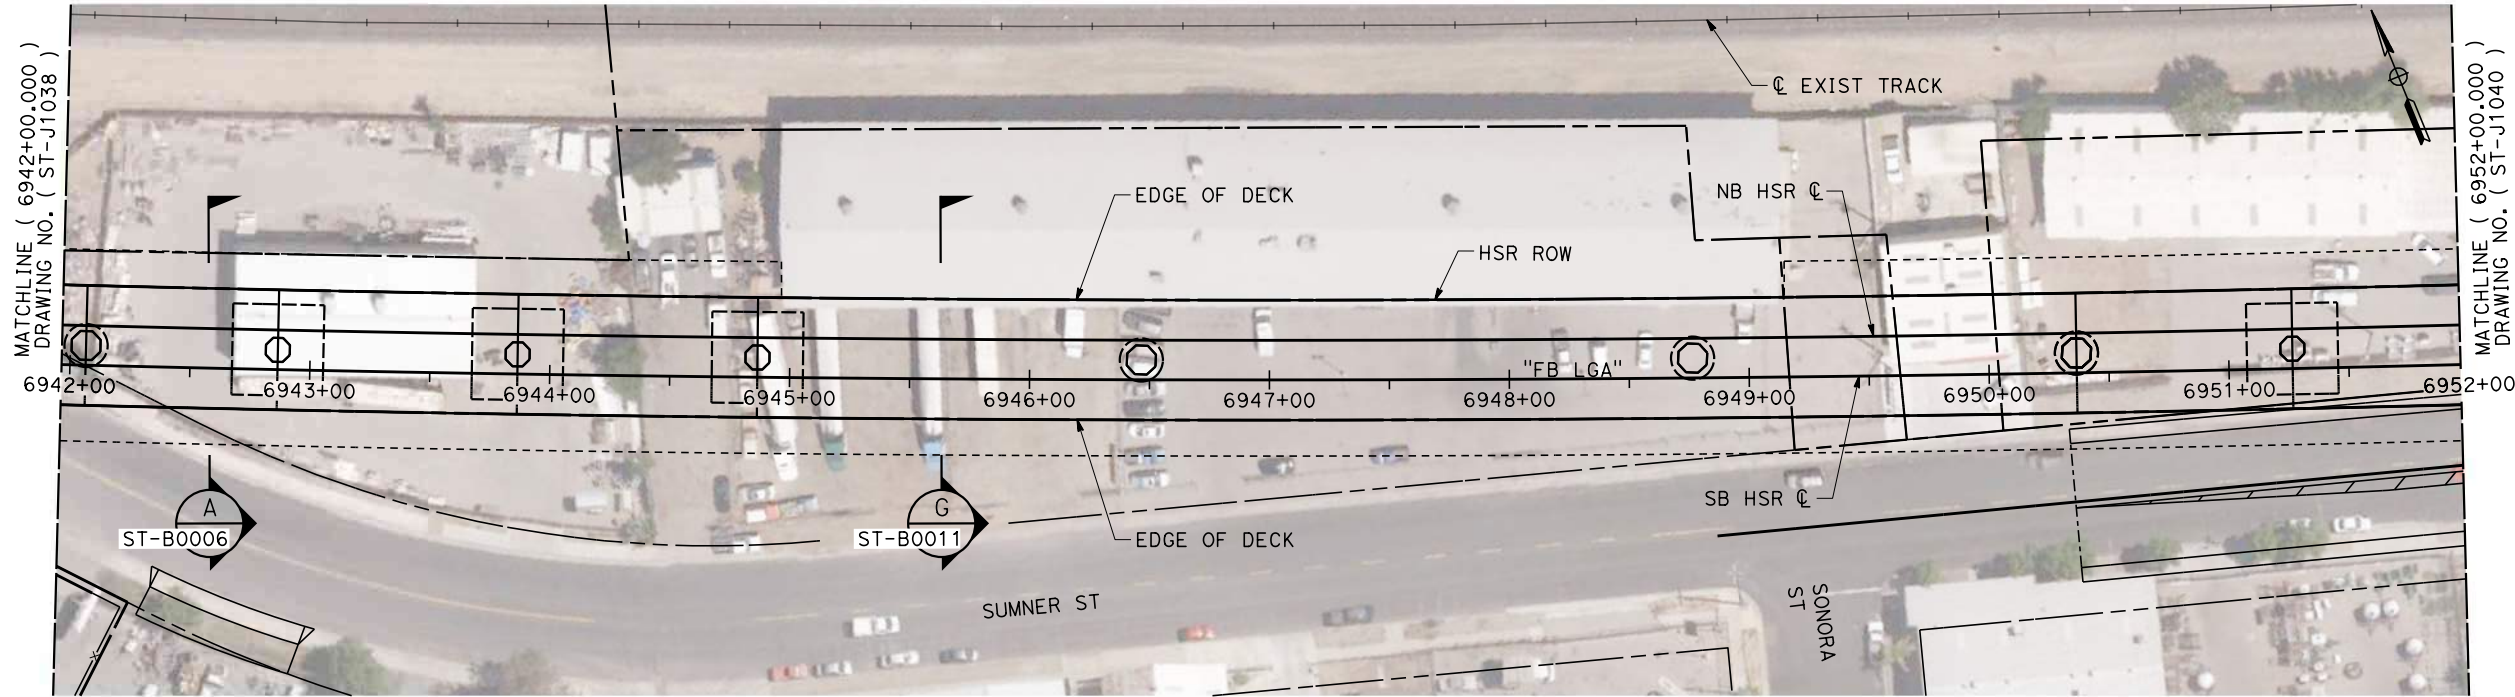 MATCHLINE ( 6942+00.000 )
DRAWING NO. ( ST-J1038 )
℄ EXIST TRACK
EDGE OF DECK
HSR ROW
NB HSR ℄
MATCHLINE ( 6952+00.000 )
DRAWING NO. ( ST-J1040 )
"FB LGA"
6942+00
6943+00
6944+00
6945+00
6946+00
6947+00
6948+00
6949+00
6950+00
6951+00
6952+00
A
ST-B0006
G
ST-B0011
EDGE OF DECK
SB HSR ℄
SUMNER ST
SONORA
ST